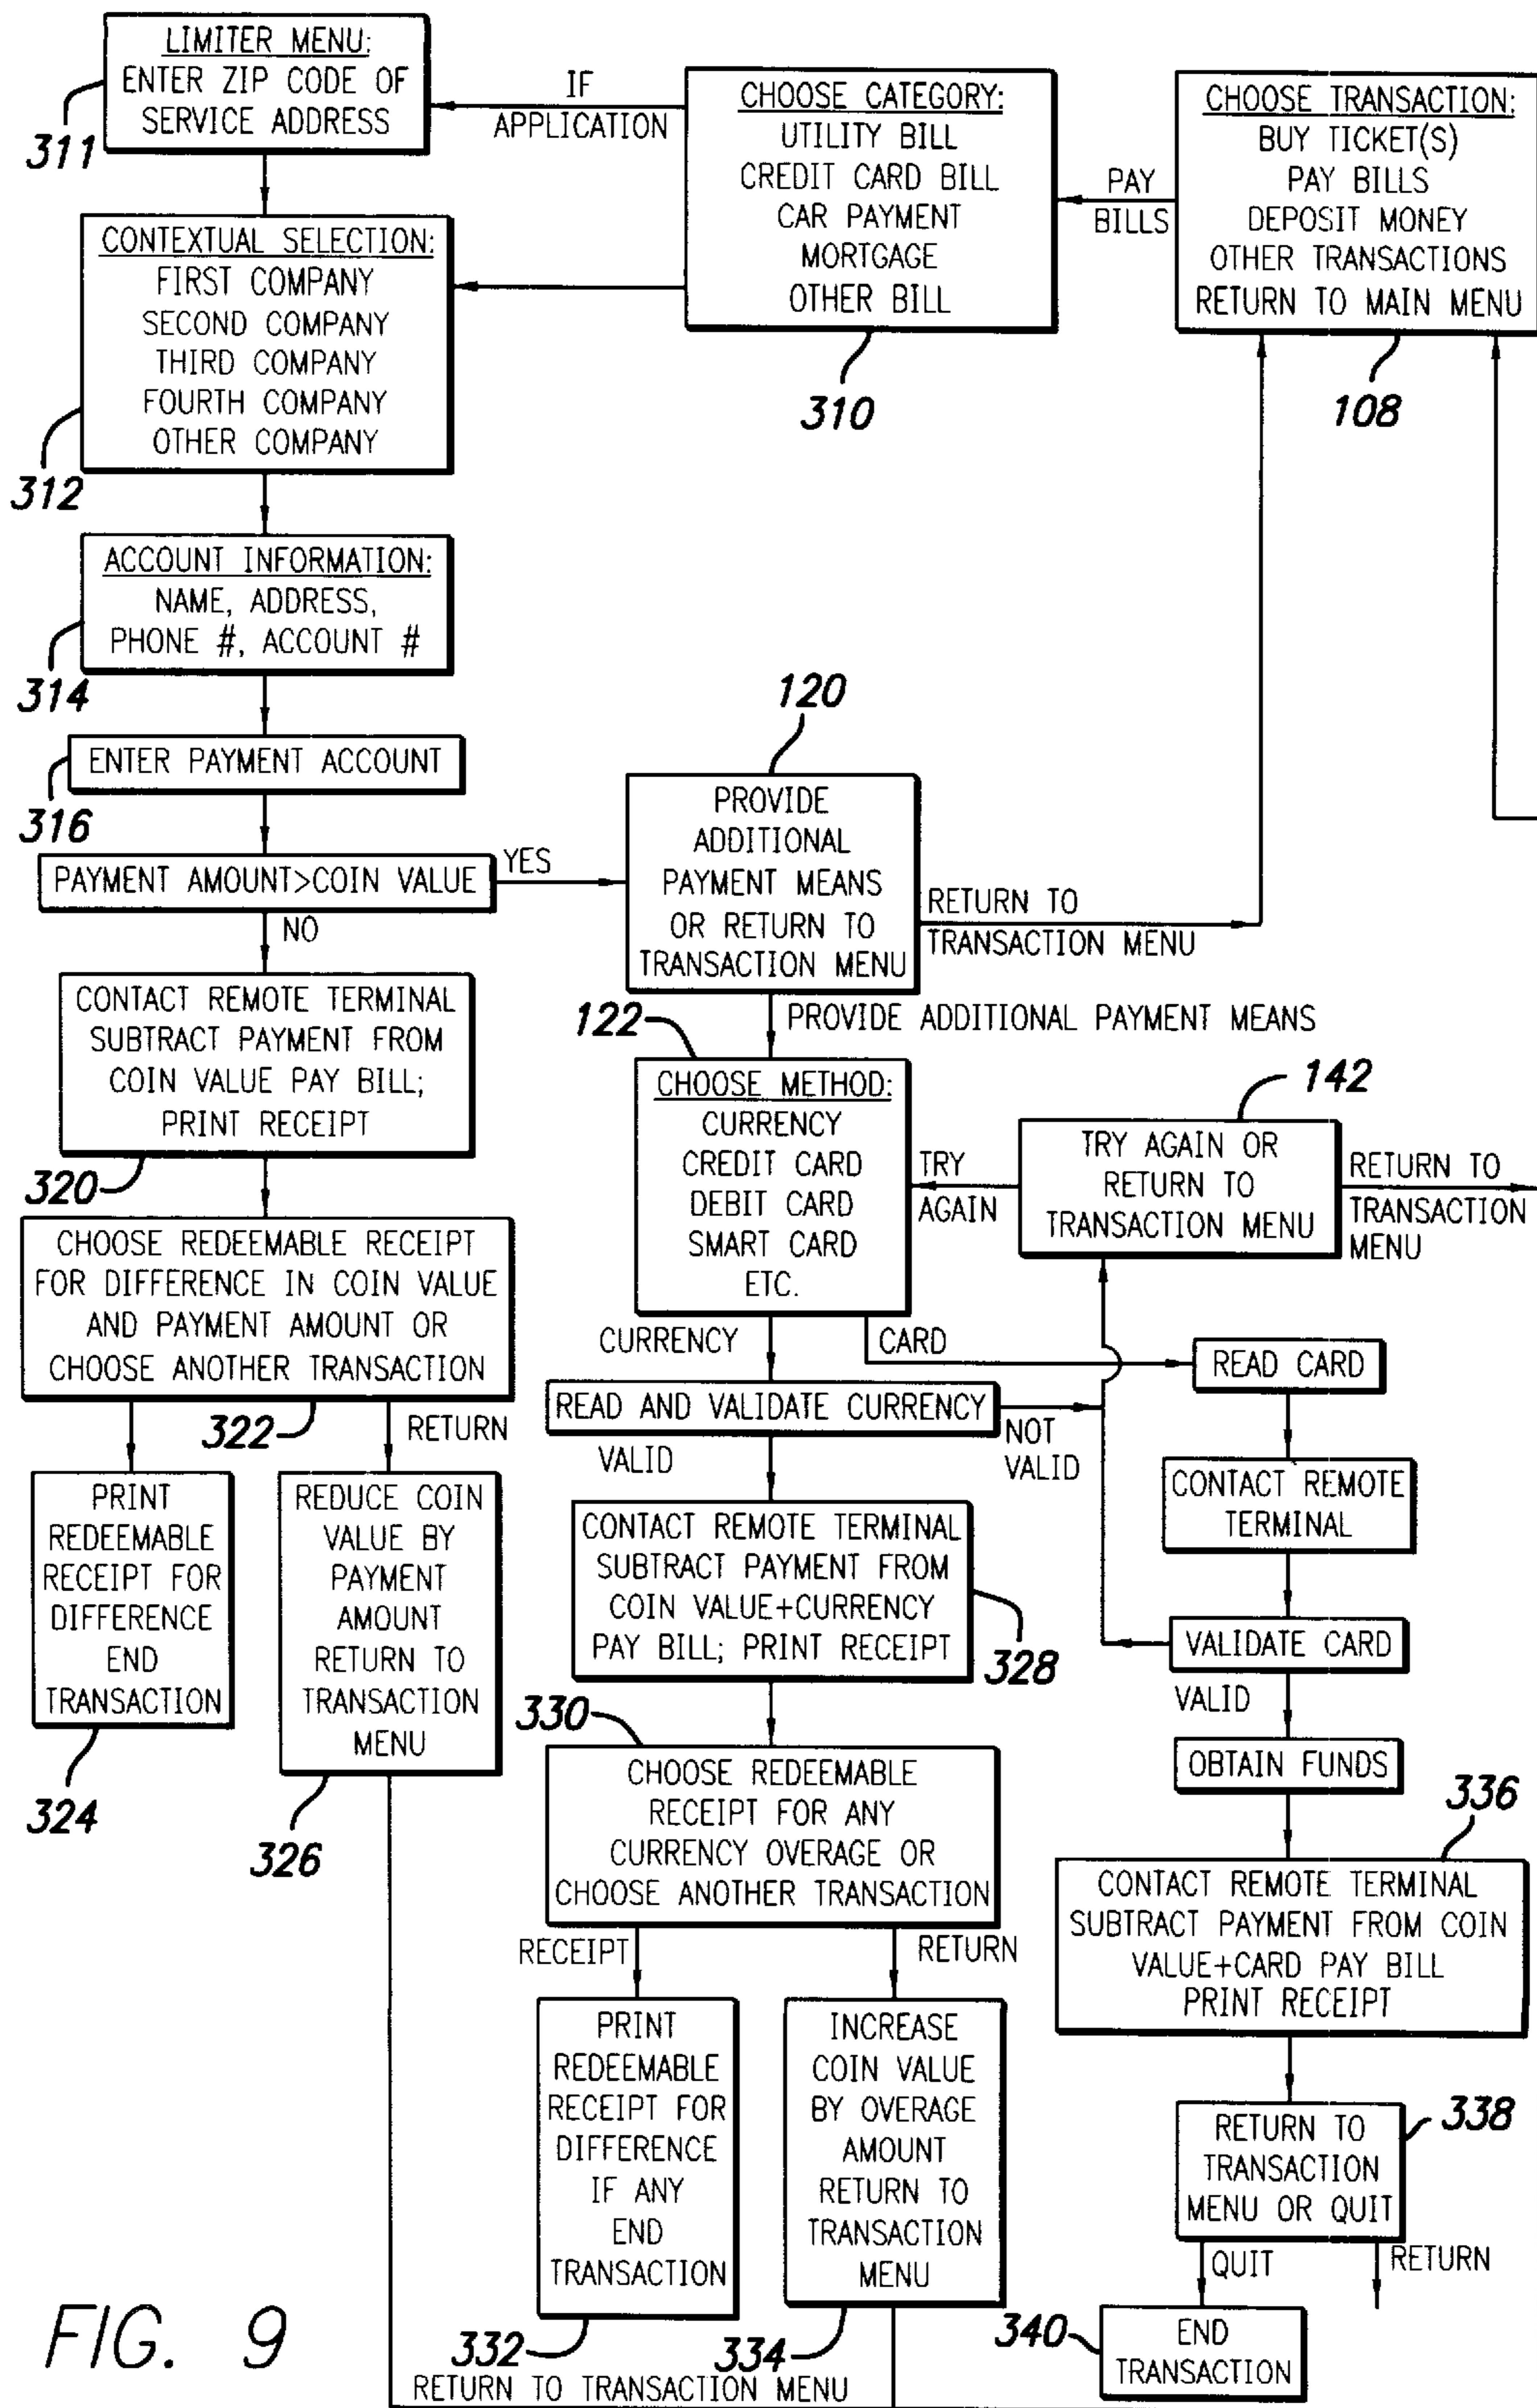 LIMITER MENU:
ENTER ZIP CODE OF
SERVICE ADDRESS
311
IF
APPLICATION
CHOOSE CATEGORY:
UTILITY BILL
CREDIT CARD BILL
CAR PAYMENT
MORTGAGE
OTHER BILL
310
PAY
BILLS
CHOOSE TRANSACTION:
BUY TICKET(S)
PAY BILLS
DEPOSIT MONEY
OTHER TRANSACTIONS
RETURN TO MAIN MENU
108
CONTEXTUAL SELECTION:
FIRST COMPANY
SECOND COMPANY
THIRD COMPANY
FOURTH COMPANY
OTHER COMPANY
312
ACCOUNT INFORMATION:
NAME, ADDRESS,
PHONE #, ACCOUNT #
314
ENTER PAYMENT ACCOUNT
316
PAYMENT AMOUNT>COIN VALUE
YES
NO
120
PROVIDE
ADDITIONAL
PAYMENT MEANS
OR RETURN TO
TRANSACTION MENU
RETURN TO
TRANSACTION MENU
PROVIDE ADDITIONAL PAYMENT MEANS
CONTACT REMOTE TERMINAL
SUBTRACT PAYMENT FROM
COIN VALUE PAY BILL;
PRINT RECEIPT
320
122
CHOOSE METHOD:
CURRENCY
CREDIT CARD
DEBIT CARD
SMART CARD
ETC.
TRY
AGAIN
142
TRY AGAIN OR
RETURN TO
TRANSACTION MENU
RETURN TO
TRANSACTION
MENU
CHOOSE REDEEMABLE RECEIPT
FOR DIFFERENCE IN COIN VALUE
AND PAYMENT AMOUNT OR
CHOOSE ANOTHER TRANSACTION
322
RETURN
CURRENCY
CARD
READ CARD
READ AND VALIDATE CURRENCY
NOT
VALID
VALID
CONTACT REMOTE
TERMINAL
PRINT
REDEEMABLE
RECEIPT FOR
DIFFERENCE
END
TRANSACTION
324
REDUCE COIN
VALUE BY
PAYMENT
AMOUNT
RETURN TO
TRANSACTION
MENU
326
CONTACT REMOTE TERMINAL
SUBTRACT PAYMENT FROM
COIN VALUE+CURRENCY
PAY BILL; PRINT RECEIPT
328
VALIDATE CARD
VALID
OBTAIN FUNDS
330
CHOOSE REDEEMABLE
RECEIPT FOR ANY
CURRENCY OVERAGE OR
CHOOSE ANOTHER TRANSACTION
RECEIPT
RETURN
336
CONTACT REMOTE TERMINAL
SUBTRACT PAYMENT FROM COIN
VALUE+CARD PAY BILL
PRINT RECEIPT
PRINT
REDEEMABLE
RECEIPT FOR
DIFFERENCE
IF ANY
END
TRANSACTION
332
INCREASE
COIN VALUE
BY OVERAGE
AMOUNT
RETURN TO
TRANSACTION
MENU
334
RETURN TO
TRANSACTION
MENU OR QUIT
338
QUIT
RETURN
END
TRANSACTION
340
RETURN TO TRANSACTION MENU
FIG. 9